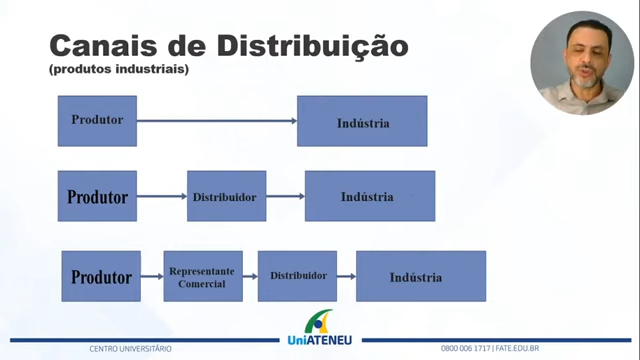 Canais de Distribuição
(produtos industriais)
Produtor
Indústria
Produtor
Distribuidor
Indústria
Produtor
Representante
Comercial
Distribuidor
Indústria
UniATENEU
CENTRO UNIVERSITÁRIO
0800 006 1717 | FATE.EDU.BR